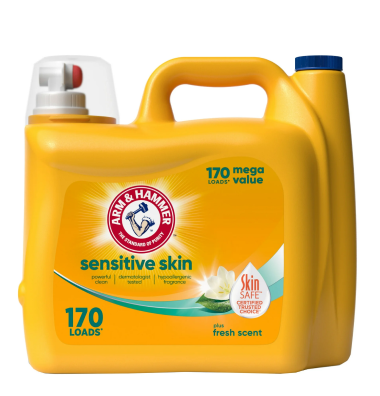 170 mega
LOADS* value
ARM & HAMMER
THE STANDARD OF PURITY
sensitive skin
powerful clean
dermatologist tested
hypoallergenic fragrance
Skin
SAFE™
CERTIFIED
TRUSTED
CHOICE
170
LOADS*
plus
fresh scent